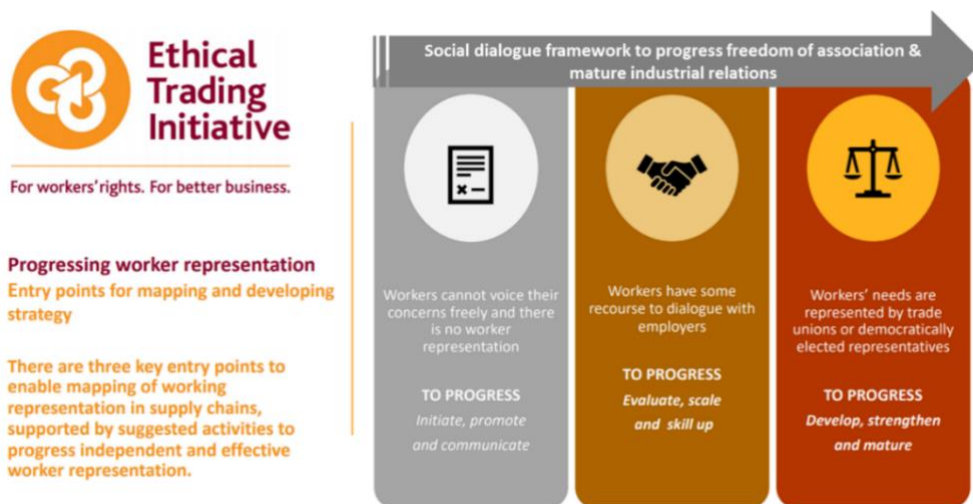 Ethical
Trading
Initiative
For workers' rights. For better business.
Progressing worker representation
Entry points for mapping and developing
strategy
There are three key entry points to
enable mapping of working
representation in supply chains,
supported by suggested activities to
progress independent and effective
worker representation.
Social dialogue framework to progress freedom of association &
mature industrial relations
Workers cannot voice their
concerns freely and there
is no worker
representation
TO PROGRESS
Initiate, promote
and communicate
Workers have some
recourse to dialogue with
employers
TO PROGRESS
Evaluate, scale
and skill up
Workers' needs are
represented by trade
unions or democratically
elected representatives
TO PROGRESS
Develop, strengthen
and mature